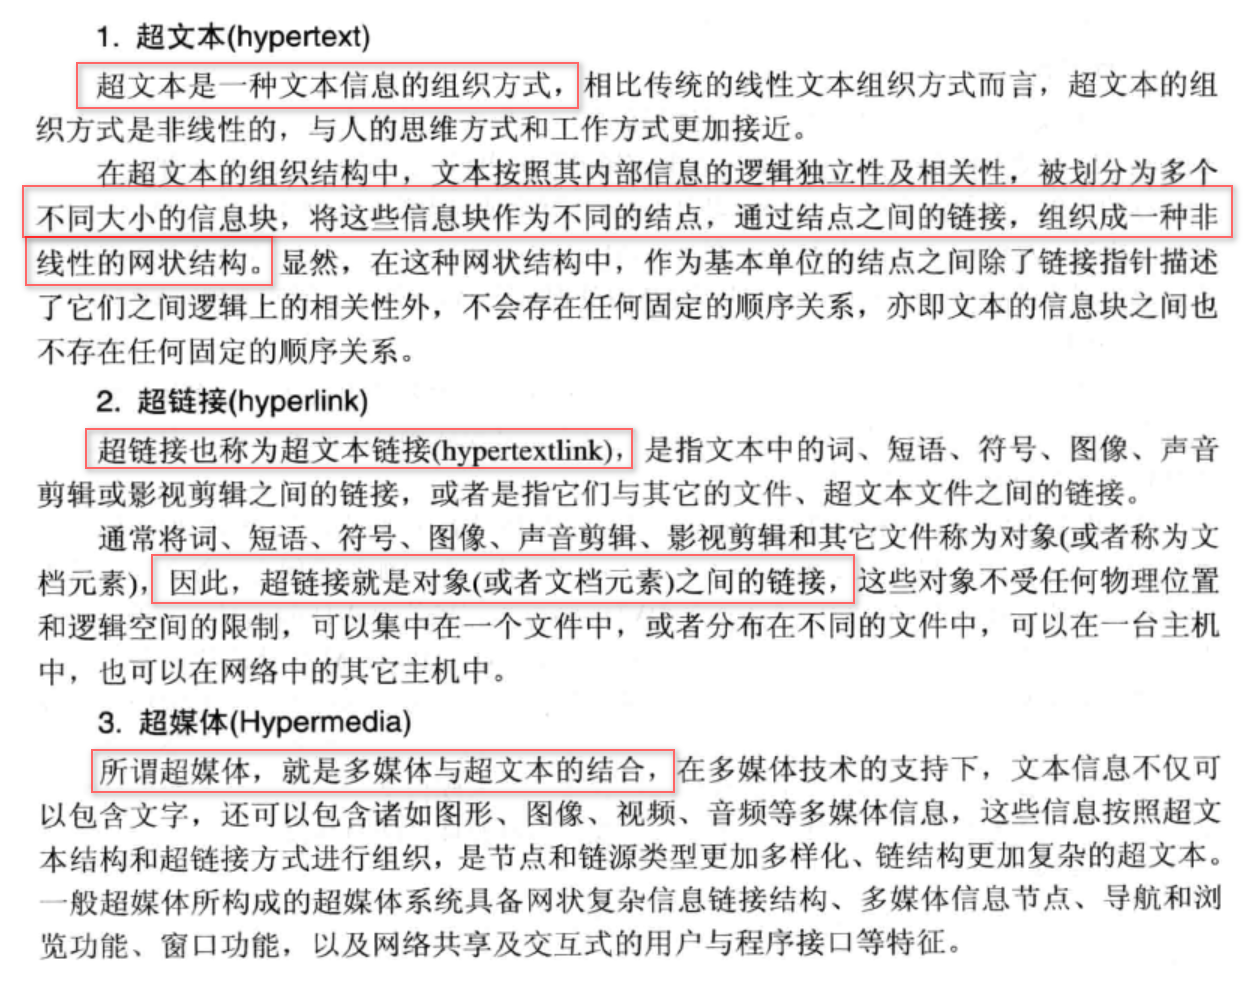 1. 超文本(hypertext)
超文本是一种文本信息的组织方式，相比传统的线性文本组织方式而言，超文本的组
织方式是非线性的，与人的思维方式和工作方式更加接近。
在超文本的组织结构中，文本按照其内部信息的逻辑独立性及相关性，被划分为多个
不同大小的信息块，将这些信息块作为不同的结点，通过结点之间的链接，组织成一种非
线性的网状结构。显然，在这种网状结构中，作为基本单位的结点之间除了链接指针描述
了它们之间逻辑上的相关性外，不会存在任何固定的顺序关系，亦即文本的信息块之间也
不存在任何固定的顺序关系。
2. 超链接(hyperlink)
超链接也称为超文本链接(hypertextlink)，是指文本中的词、短语、符号、图像、声音
剪辑或影视剪辑之间的链接，或者是指它们与其它的文件、超文本文件之间的链接。
通常将词、短语、符号、图像、声音剪辑、影视剪辑和其它文件称为对象(或者称为文
档元素)，因此，超链接就是对象(或者文档元素)之间的链接，这些对象不受任何物理位置
和逻辑空间的限制，可以集中在一个文件中，或者分布在不同的文件中，可以在一台主机
中，也可以在网络中的其它主机中。
3. 超媒体(Hypermedia)
所谓超媒体，就是多媒体与超文本的结合，在多媒体技术的支持下，文本信息不仅可
以包含文字，还可以包含诸如图形、图像、视频、音频等多媒体信息，这些信息按照超文
本结构和超链接方式进行组织，是节点和链源类型更加多样化、链结构更加复杂的超文本。
一般超媒体所构成的超媒体系统具备网状复杂信息链接结构、多媒体信息节点、导航和浏
览功能、窗口功能，以及网络共享及交互式的用户与程序接口等特征。